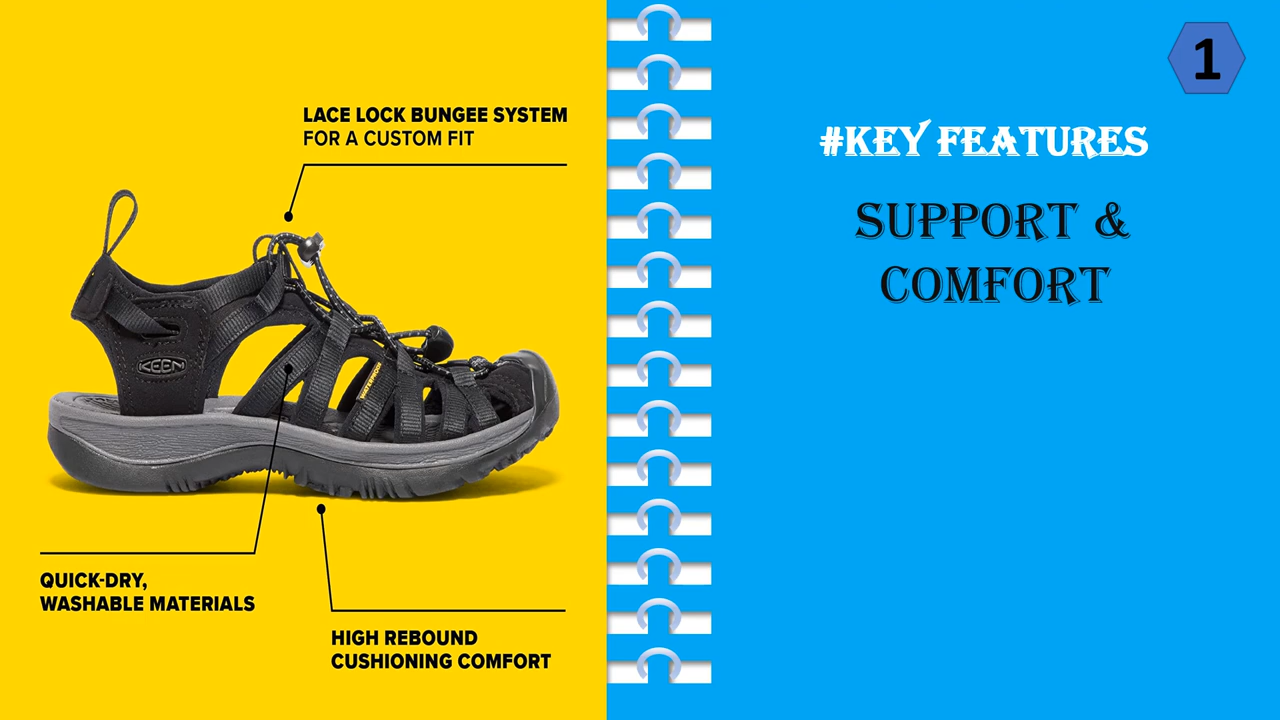 LACE LOCK BUNGEE SYSTEM
FOR A CUSTOM FIT
KEEN
WATERPROOF
QUICK-DRY,
WASHABLE MATERIALS
HIGH REBOUND
CUSHIONING COMFORT
1
#KEY FEATURES
SUPPORT &
COMFORT